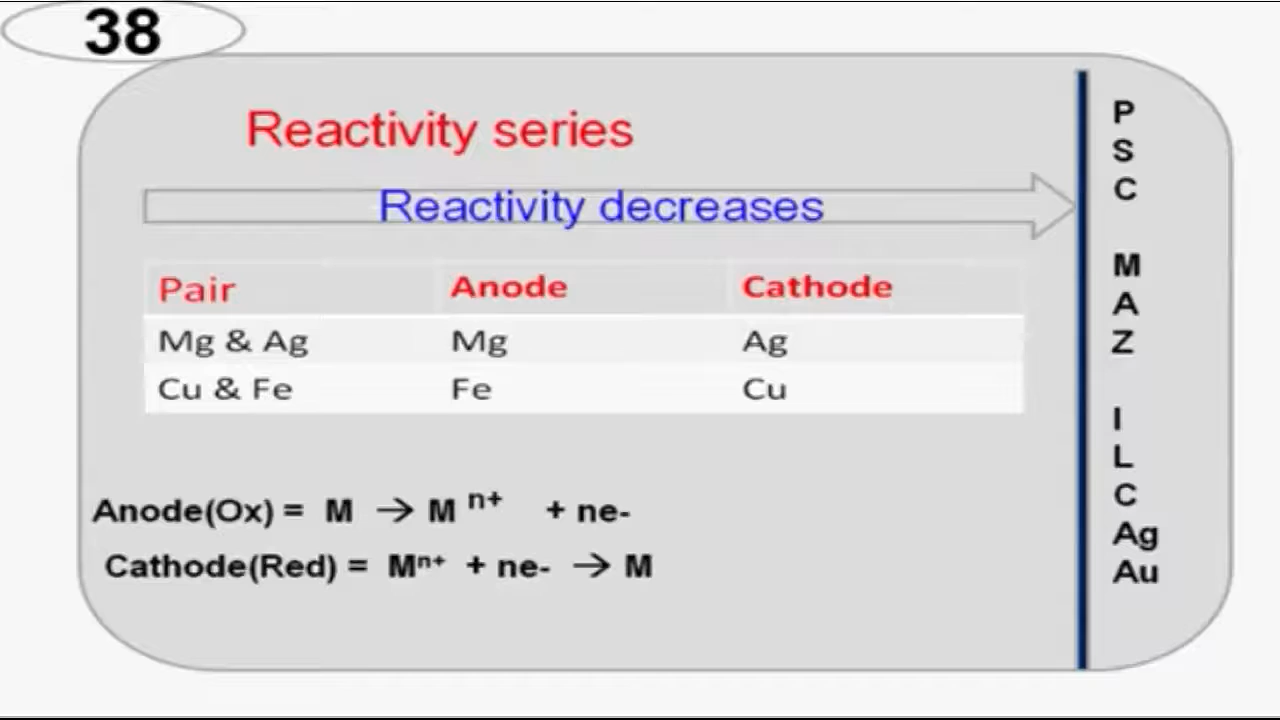 38
Reactivity series
Reactivity decreases
Pair Anode Cathode
Mg & Ag Mg Ag
Cu & Fe Fe Cu
Anode(Ox) = M → M n+ + ne-
Cathode(Red) = Mⁿ⁺ + ne- → M
P
S
C
M
A
Z
I
L
C
Ag
Au